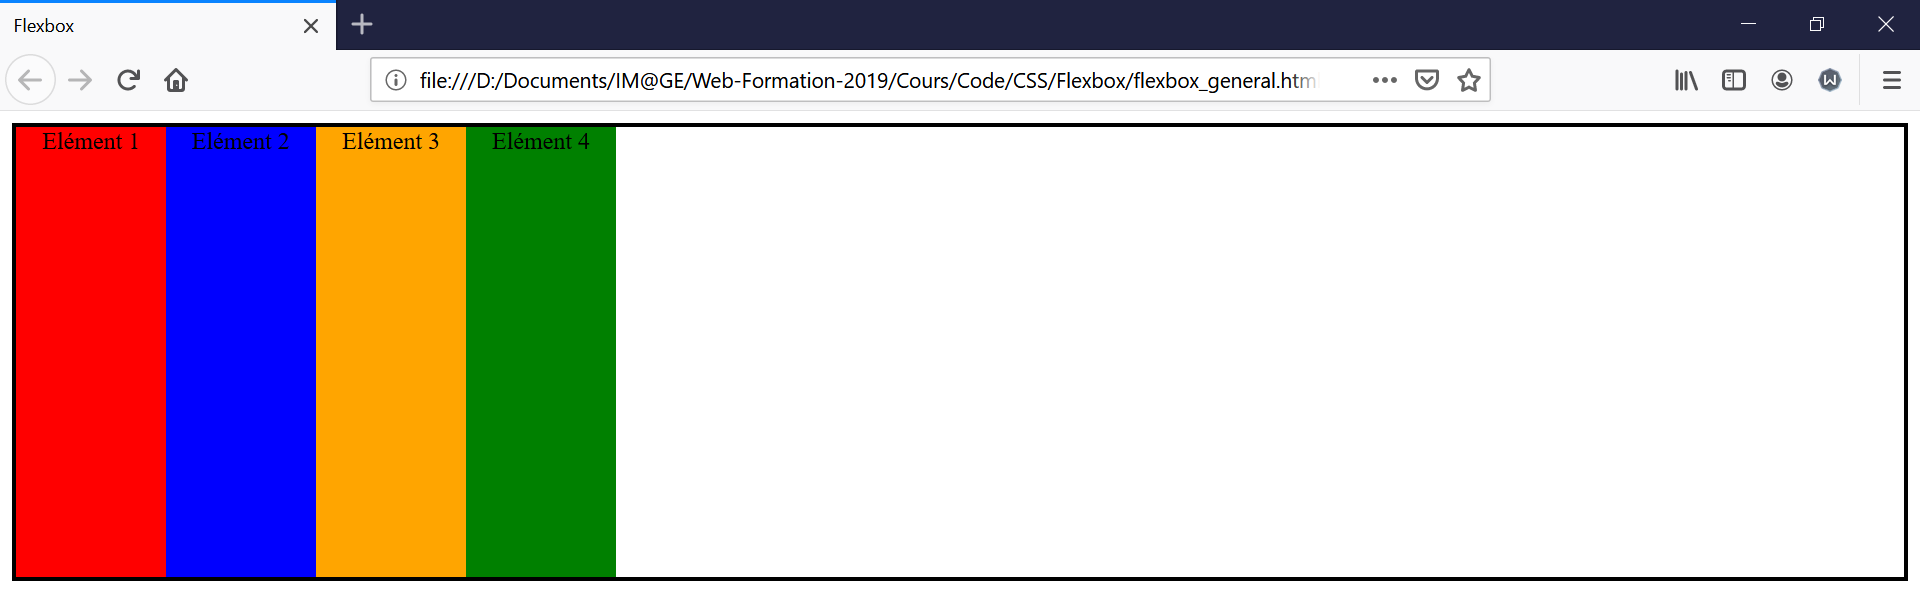 Flexbox
file:///D:/Documents/IM@GE/Web-Formation-2019/Cours/Code/CSS/Flexbox/flexbox_general.htm
Elément 1 Elément 2 Elément 3 Elément 4